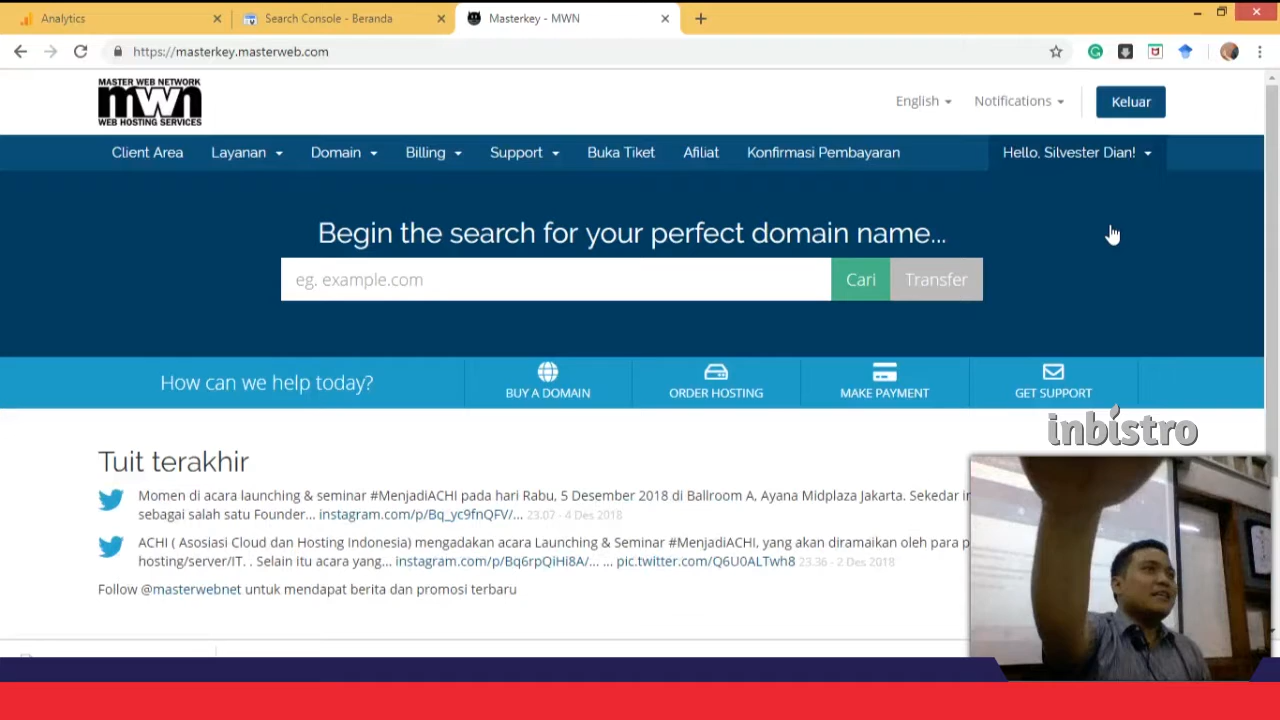 Analytics
Search Console - Beranda
Masterkey - MWN
https://masterkey.masterweb.com
MASTER WEB NETWORK
mwn
WEB HOSTING SERVICES
English
Notifications
Keluar
Client Area
Layanan
Domain
Billing
Support
Buka Tiket
Afiliat
Konfirmasi Pembayaran
Hello, Silvester Dian!
Begin the search for your perfect domain name...
eg. example.com
Cari
Transfer
How can we help today?
BUY A DOMAIN
ORDER HOSTING
MAKE PAYMENT
GET SUPPORT
inbistro
Tuit terakhir
Momen di acara launching & seminar #MenjadiACHI pada hari Rabu, 5 Desember 2018 di Ballroom A, Ayana Midplaza Jakarta. Sekedar
sebagai salah satu Founder... instagram.com/p/Bq_yc9fnQFV/... 23.07 - 4 Des 2018
ACHI ( Asosiasi Cloud dan Hosting Indonesia) mengadakan acara Launching & Seminar #MenjadiACHI, yang akan diramaikan oleh para
hosting/server/IT. . Selain itu acara yang... instagram.com/p/Bq6rpQiHi8A/... ... pic.twitter.com/Q6U0ALTwh8 23.36 - 2 Des 2018
Follow @masterwebnet untuk mendapat berita dan promosi terbaru